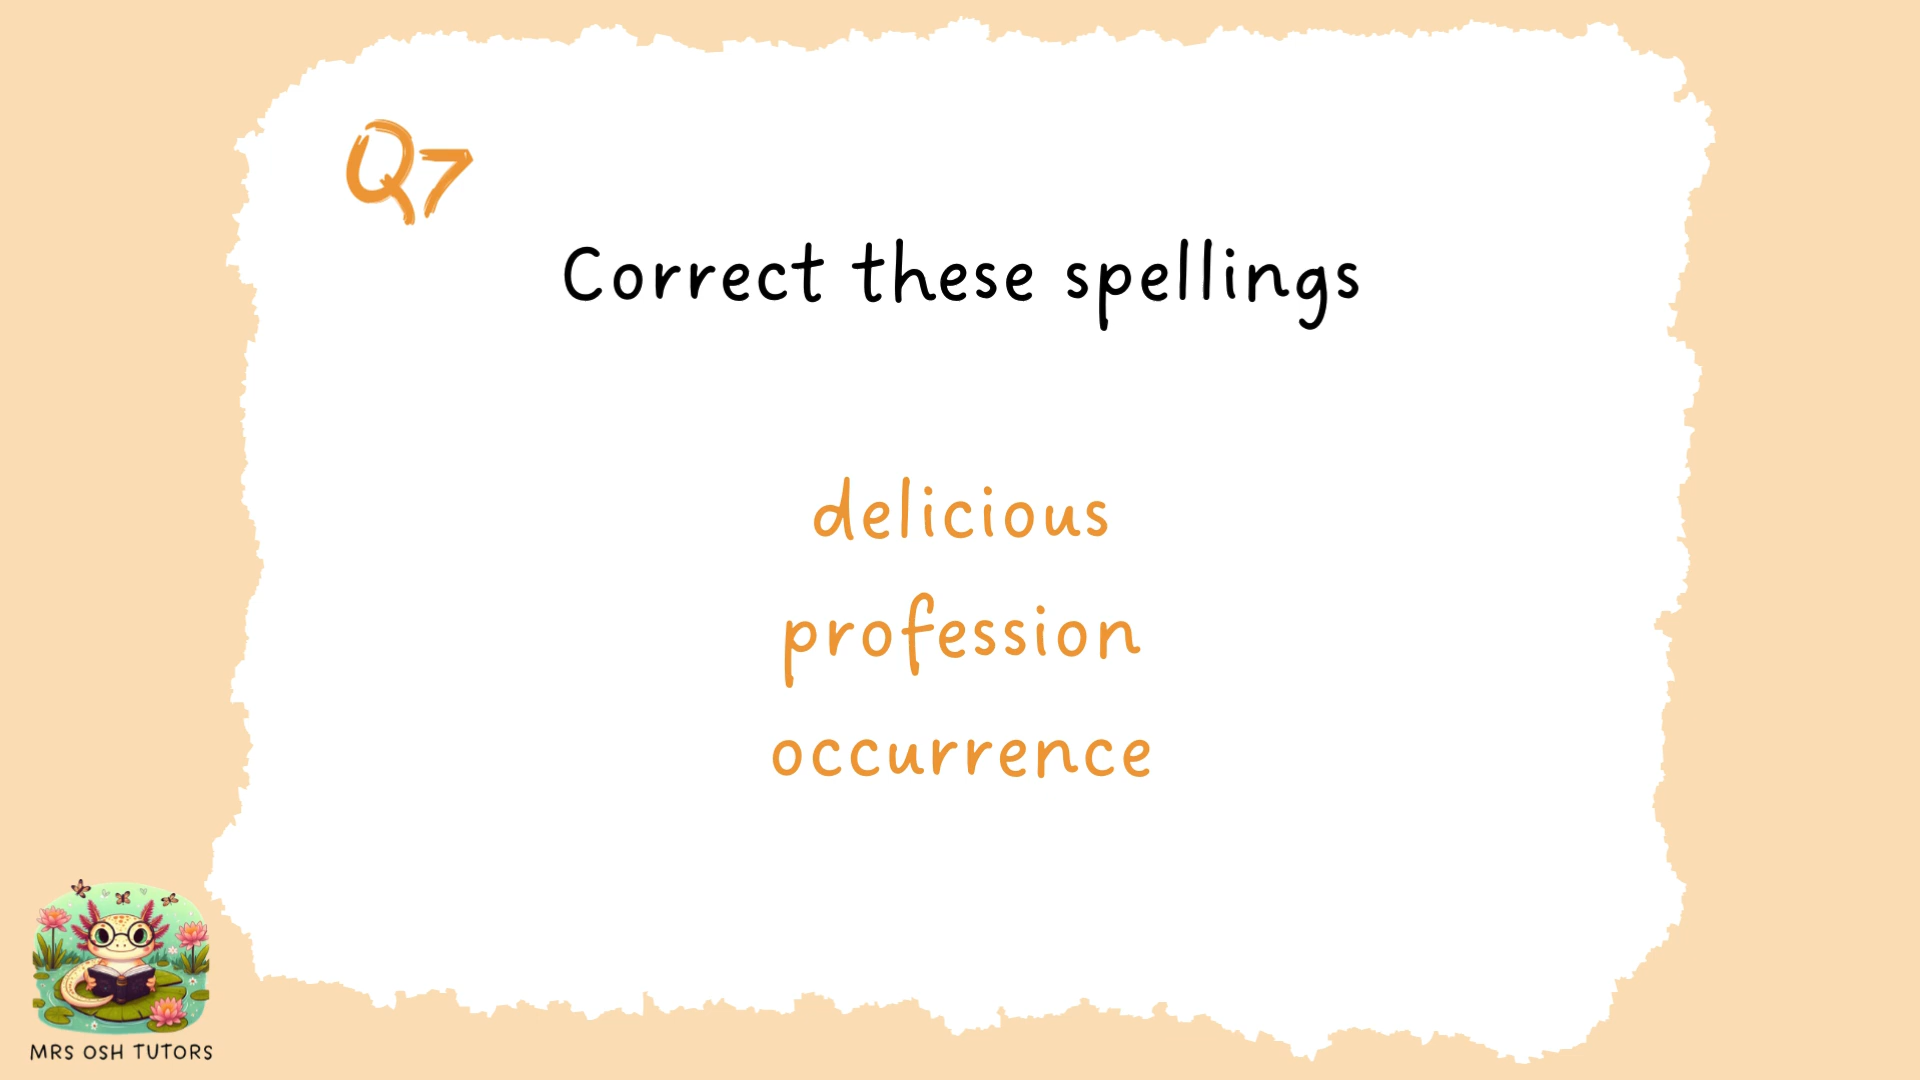 Q7
Correct these spellings
delicious
profession
occurrence
MRS OSH TUTORS